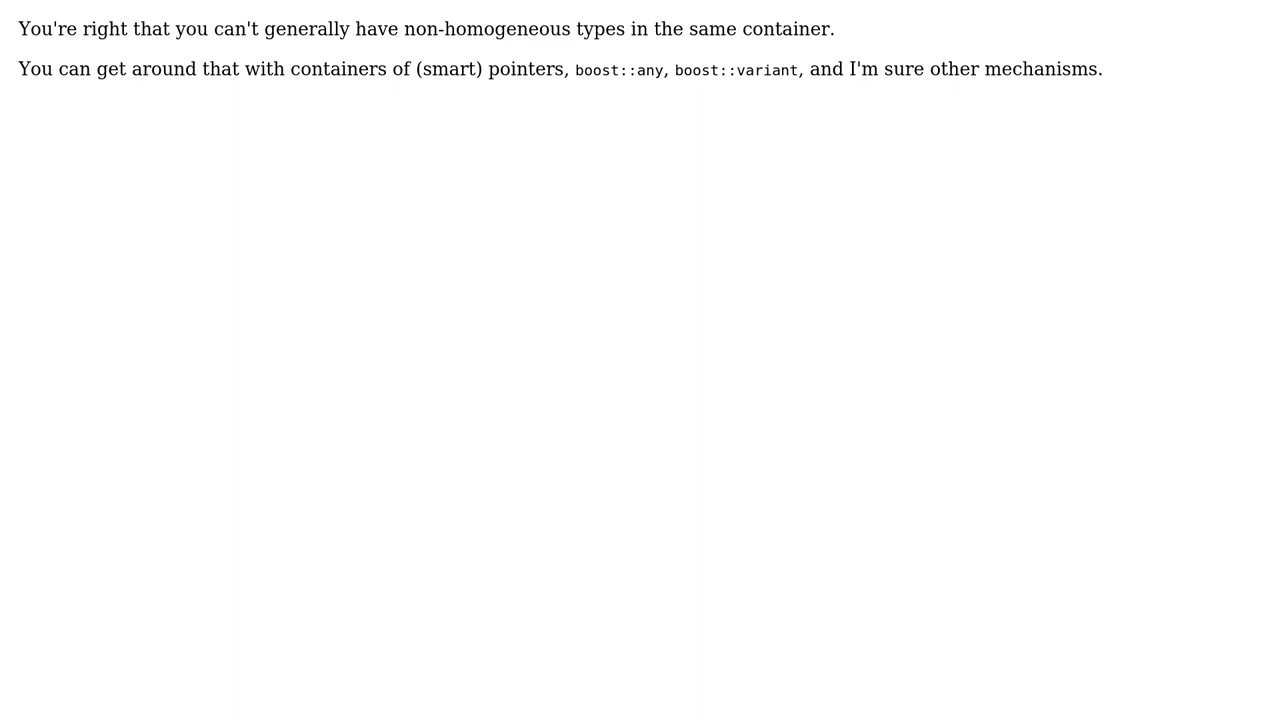 You're right that you can't generally have non-homogeneous types in the same container.
You can get around that with containers of (smart) pointers, boost::any, boost::variant, and I'm sure other mechanisms.